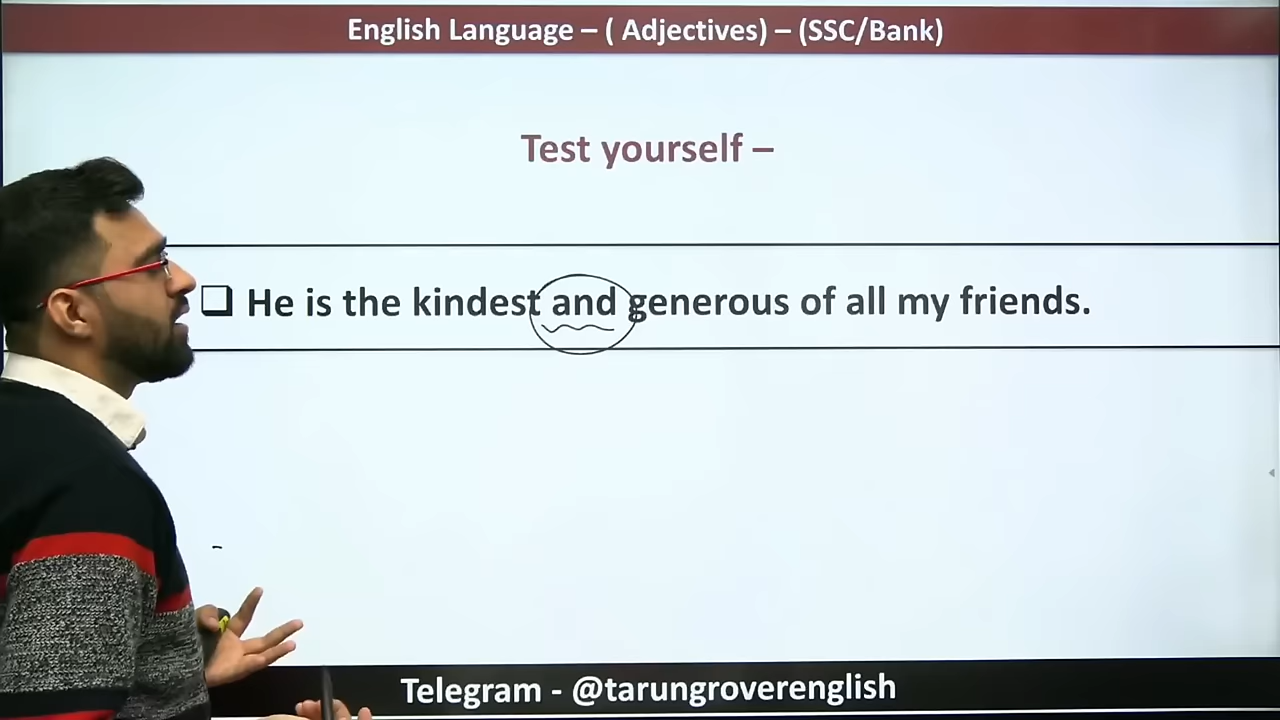 English Language – ( Adjectives) – (SSC/Bank)
Test yourself –
❑ He is the kindest and generous of all my friends.
Telegram - @tarungroverenglish